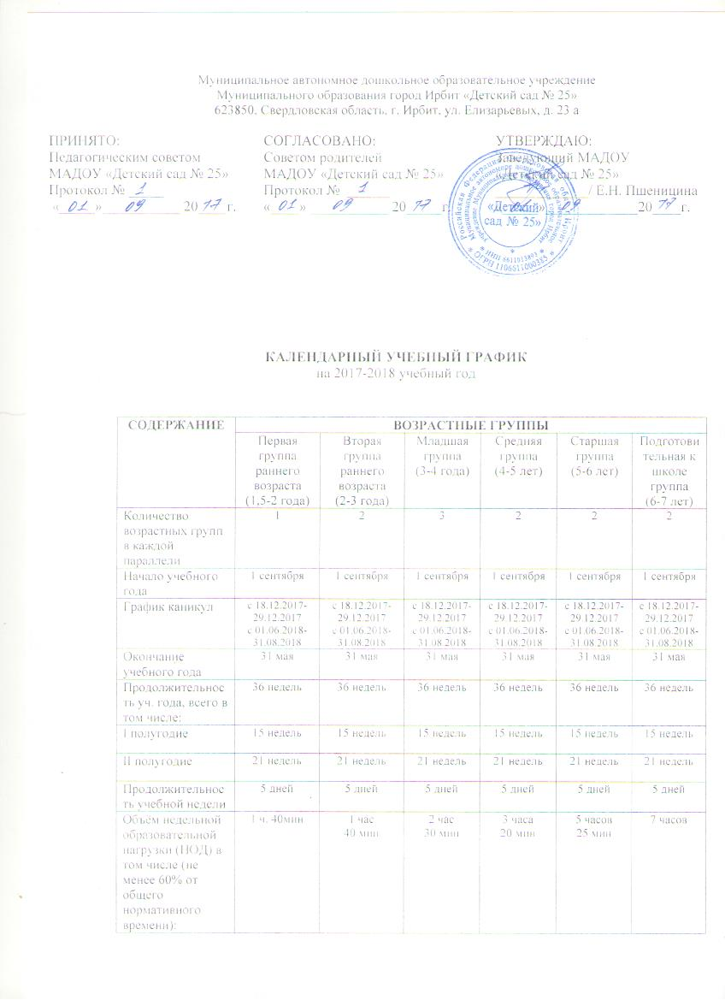 Муниципальное автономное дошкольное образовательное учреждение
Муниципального образования город Ирбит «Детский сад № 25»
623850, Свердловская область, г. Ирбит, ул. Елизарьевых, д. 23 а
ПРИНЯТО:
Педагогическим советом
МАДОУ «Детский сад № 25»
Протокол № 1
«01» 09 2017 г.
СОГЛАСОВАНО:
Советом родителей
МАДОУ «Детский сад № 25»
Протокол № 1
«01» 09 2017 г.
УТВЕРЖДАЮ:
Заведующий МАДОУ
«Детский сад № 25»
/ Е.Н. Пшеницина
«01» 09 2017 г.
«Детский
сад № 25»
* ИНН 6611013893 *
* ОГРН 1106611000385 *
КАЛЕНДАРНЫЙ УЧЕБНЫЙ ГРАФИК
на 2017-2018 учебный год
СОДЕРЖАНИЕ
ВОЗРАСТНЫЕ ГРУППЫ
Первая
группа
раннего
возраста
(1,5-2 года)
Вторая
группа
раннего
возраста
(2-3 года)
Младшая
группа
(3-4 года)
Средняя
группа
(4-5 лет)
Старшая
группа
(5-6 лет)
Подготови
тельная к
школе
группа
(6-7 лет)
Количество
возрастных групп
в каждой
параллели
1 2 3 2 2 2
Начало учебного
года
1 сентября 1 сентября 1 сентября 1 сентября 1 сентября 1 сентября
График каникул
с 18.12.2017- с 18.12.2017- с 18.12.2017- с 18.12.2017- с 18.12.2017- с 18.12.2017-
29.12.2017 29.12.2017 29.12.2017 29.12.2017 29.12.2017 29.12.2017
с 01.06.2018- с 01.06.2018- с 01.06.2018- с 01.06.2018- с 01.06.2018- с 01.06.2018-
31.08.2018 31.08.2018 31.08.2018 31.08.2018 31.08.2018 31.08.2018
Окончание
учебного года
31 мая 31 мая 31 мая 31 мая 31 мая 31 мая
Продолжительнос
ть уч. года, всего в
том числе:
36 недель 36 недель 36 недель 36 недель 36 недель 36 недель
I полугодие 15 недель 15 недель 15 недель 15 недель 15 недель 15 недель
II полугодие 21 недель 21 недель 21 недель 21 недель 21 недель 21 недель
Продолжительнос
ть учебной недели
5 дней 5 дней 5 дней 5 дней 5 дней 5 дней
Объём недельной
образовательной
нагрузки (НОД) в
том числе (не
менее 60% от
общего
нормативного
времени):
1 ч. 40мин
1 час
40 мин
2 час
30 мин
3 часа
20 мин
5 часов
25 мин
7 часов